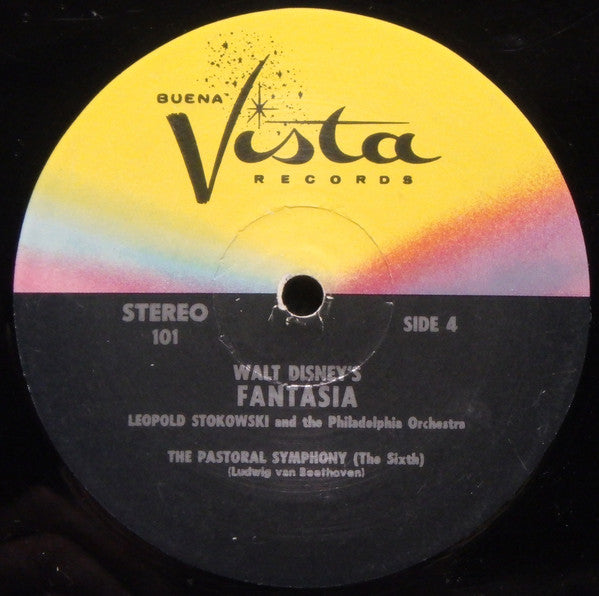 BUENA
Vista
RECORDS
STEREO
101
SIDE 4
WALT DISNEY'S
FANTASIA
LEOPOLD STOKOWSKI and the Philadelphia Orchestra
THE PASTORAL SYMPHONY (The Sixth)
(Ludwig van Beethoven)